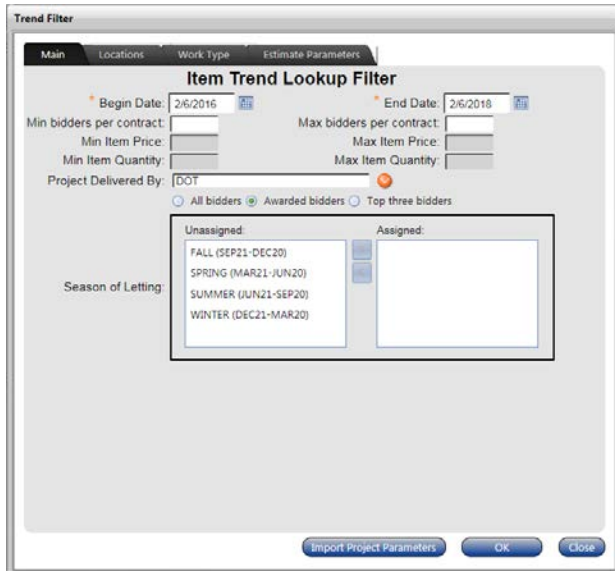 Trend Filter
Main Locations Work Type Estimate Parameters
Item Trend Lookup Filter
* Begin Date: 2/6/2016 * End Date: 2/6/2018
Min bidders per contract: Max bidders per contract:
Min Item Price: Max Item Price:
Min Item Quantity: Max Item Quantity:
Project Delivered By: DOT
All bidders Awarded bidders Top three bidders
Unassigned: Assigned:
FALL (SEP21-DEC20)
SPRING (MAR21-JUN20)
Season of Letting:
SUMMER (JUN21-SEP20)
WINTER (DEC21-MAR20)
Import Project Parameters OK Close